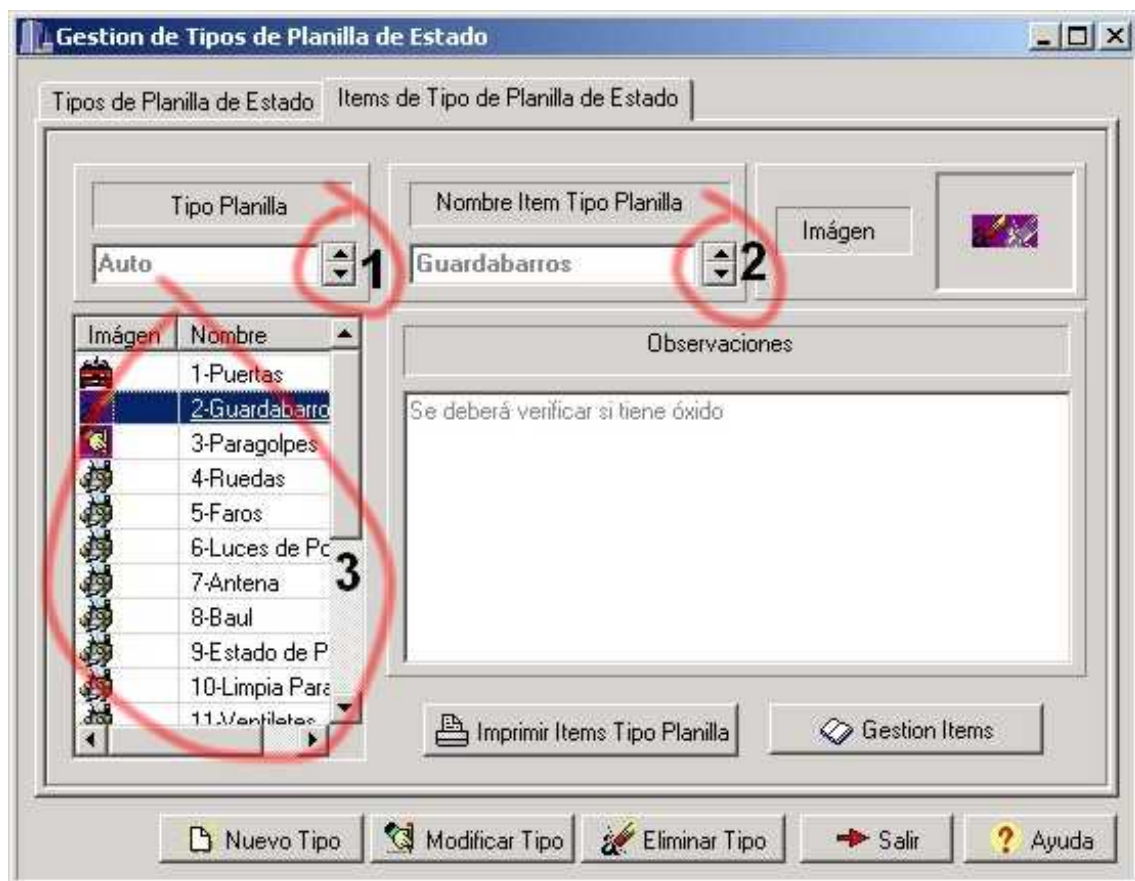 Gestion de Tipos de Planilla de Estado
Tipos de Planilla de Estado
Items de Tipo de Planilla de Estado
Tipo Planilla
Auto
1
Nombre Item Tipo Planilla
Guardabarros
2
Imágen
Imágen
Nombre
1-Puertas
2-Guardabarro
3-Paragolpes
4-Ruedas
5-Faros
6-Luces de Po
7-Antena
8-Baul
9-Estado de P
10-Limpia Para
11-Ventiletes
3
Observaciones
Se deberá verificar si tiene óxido
Imprimir Items Tipo Planilla
Gestion Items
Nuevo Tipo
Modificar Tipo
Eliminar Tipo
Salir
Ayuda